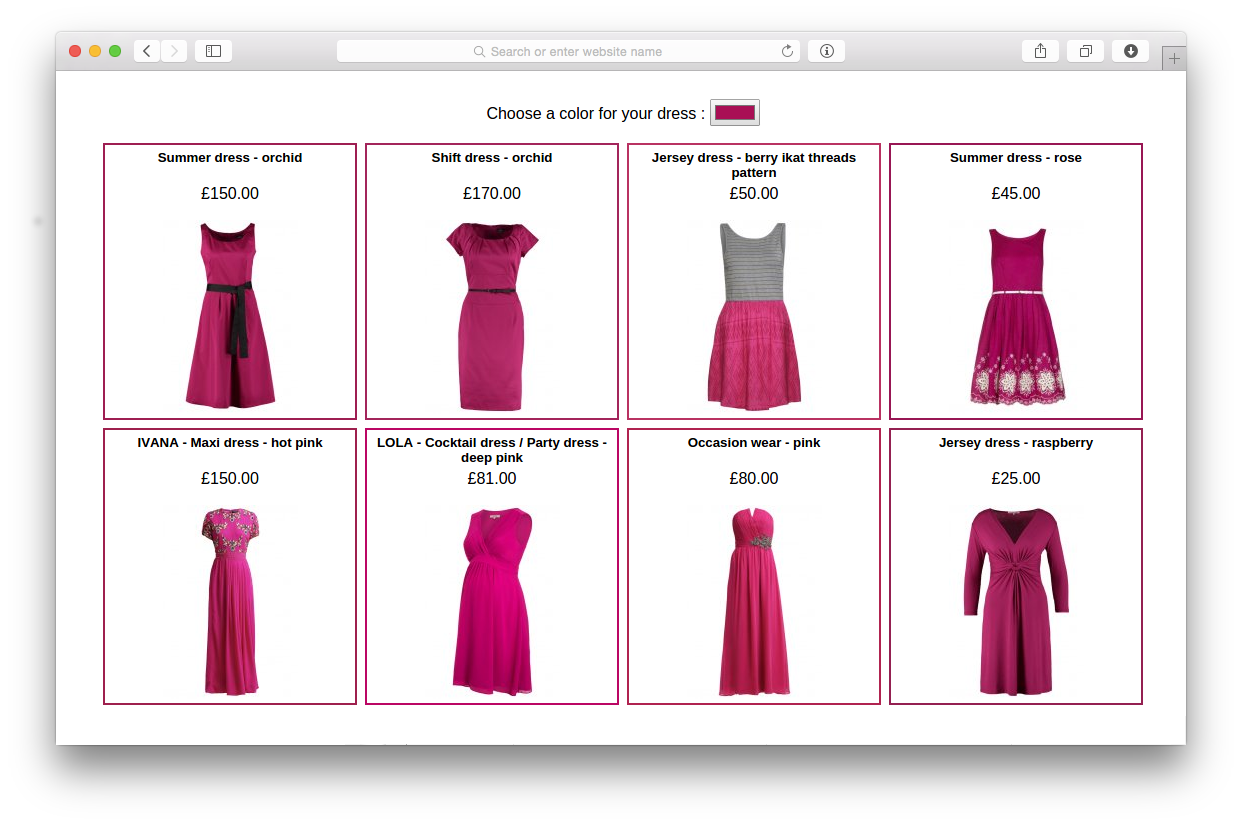 Search or enter website name
Choose a color for your dress :
Summer dress - orchid
£150.00
Shift dress - orchid
£170.00
Jersey dress - berry ikat threads
pattern
£50.00
Summer dress - rose
£45.00
IVANA - Maxi dress - hot pink
£150.00
LOLA - Cocktail dress / Party dress -
deep pink
£81.00
Occasion wear - pink
£80.00
Jersey dress - raspberry
£25.00